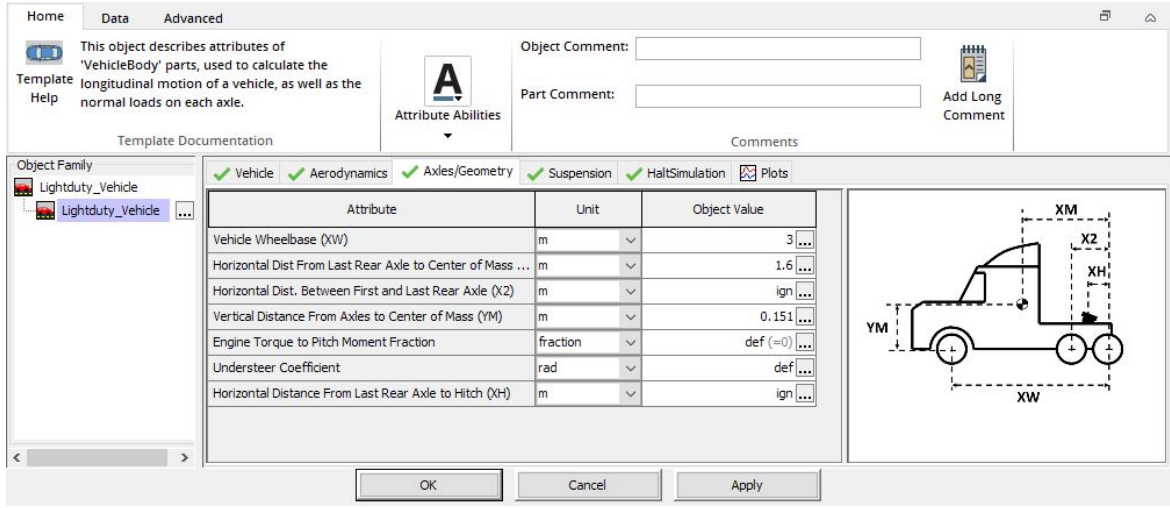 Home Data Advanced
Template Help
This object describes attributes of
'VehicleBody' parts, used to calculate the
longitudinal motion of a vehicle, as well as the
normal loads on each axle.
Template Documentation
A
Attribute Abilities
Object Comment:
Part Comment:
Add Long
Comment
Comments
Object Family
Lightduty_Vehicle
Lightduty_Vehicle ...
Vehicle Aerodynamics Axles/Geometry Suspension HaltSimulation Plots
Attribute Unit Object Value
Vehicle Wheelbase (XW) m 3 ...
Horizontal Dist From Last Rear Axle to Center of Mass ... m 1.6 ...
Horizontal Dist. Between First and Last Rear Axle (X2) m ign ...
Vertical Distance From Axles to Center of Mass (YM) m 0.151 ...
Engine Torque to Pitch Moment Fraction fraction def (=0) ...
Understeer Coefficient rad def ...
Horizontal Distance From Last Rear Axle to Hitch (XH) m ign ...
XM
X2
XH
YM
XW
OK Cancel Apply